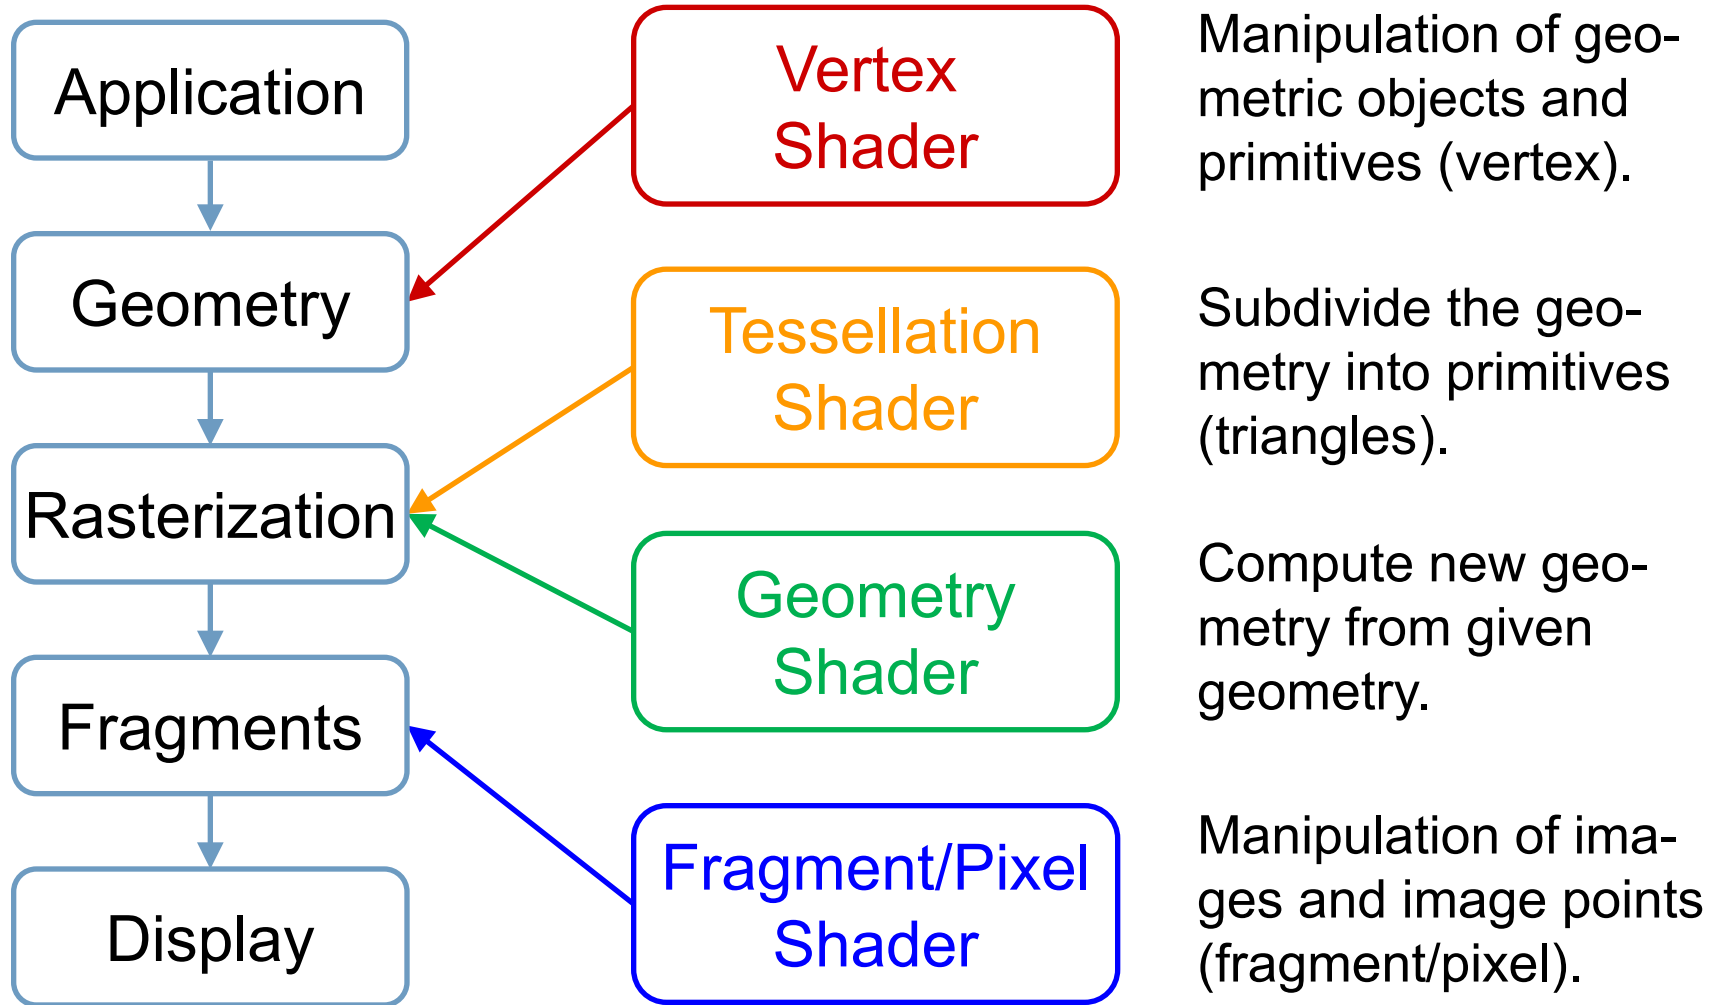 Application
Geometry
Rasterization
Fragments
Display
Vertex
Shader
Manipulation of geo-
metric objects and
primitives (vertex).
Tessellation
Shader
Subdivide the geo-
metry into primitives
(triangles).
Geometry
Shader
Compute new geo-
metry from given
geometry.
Fragment/Pixel
Shader
Manipulation of ima-
ges and image points
(fragment/pixel).